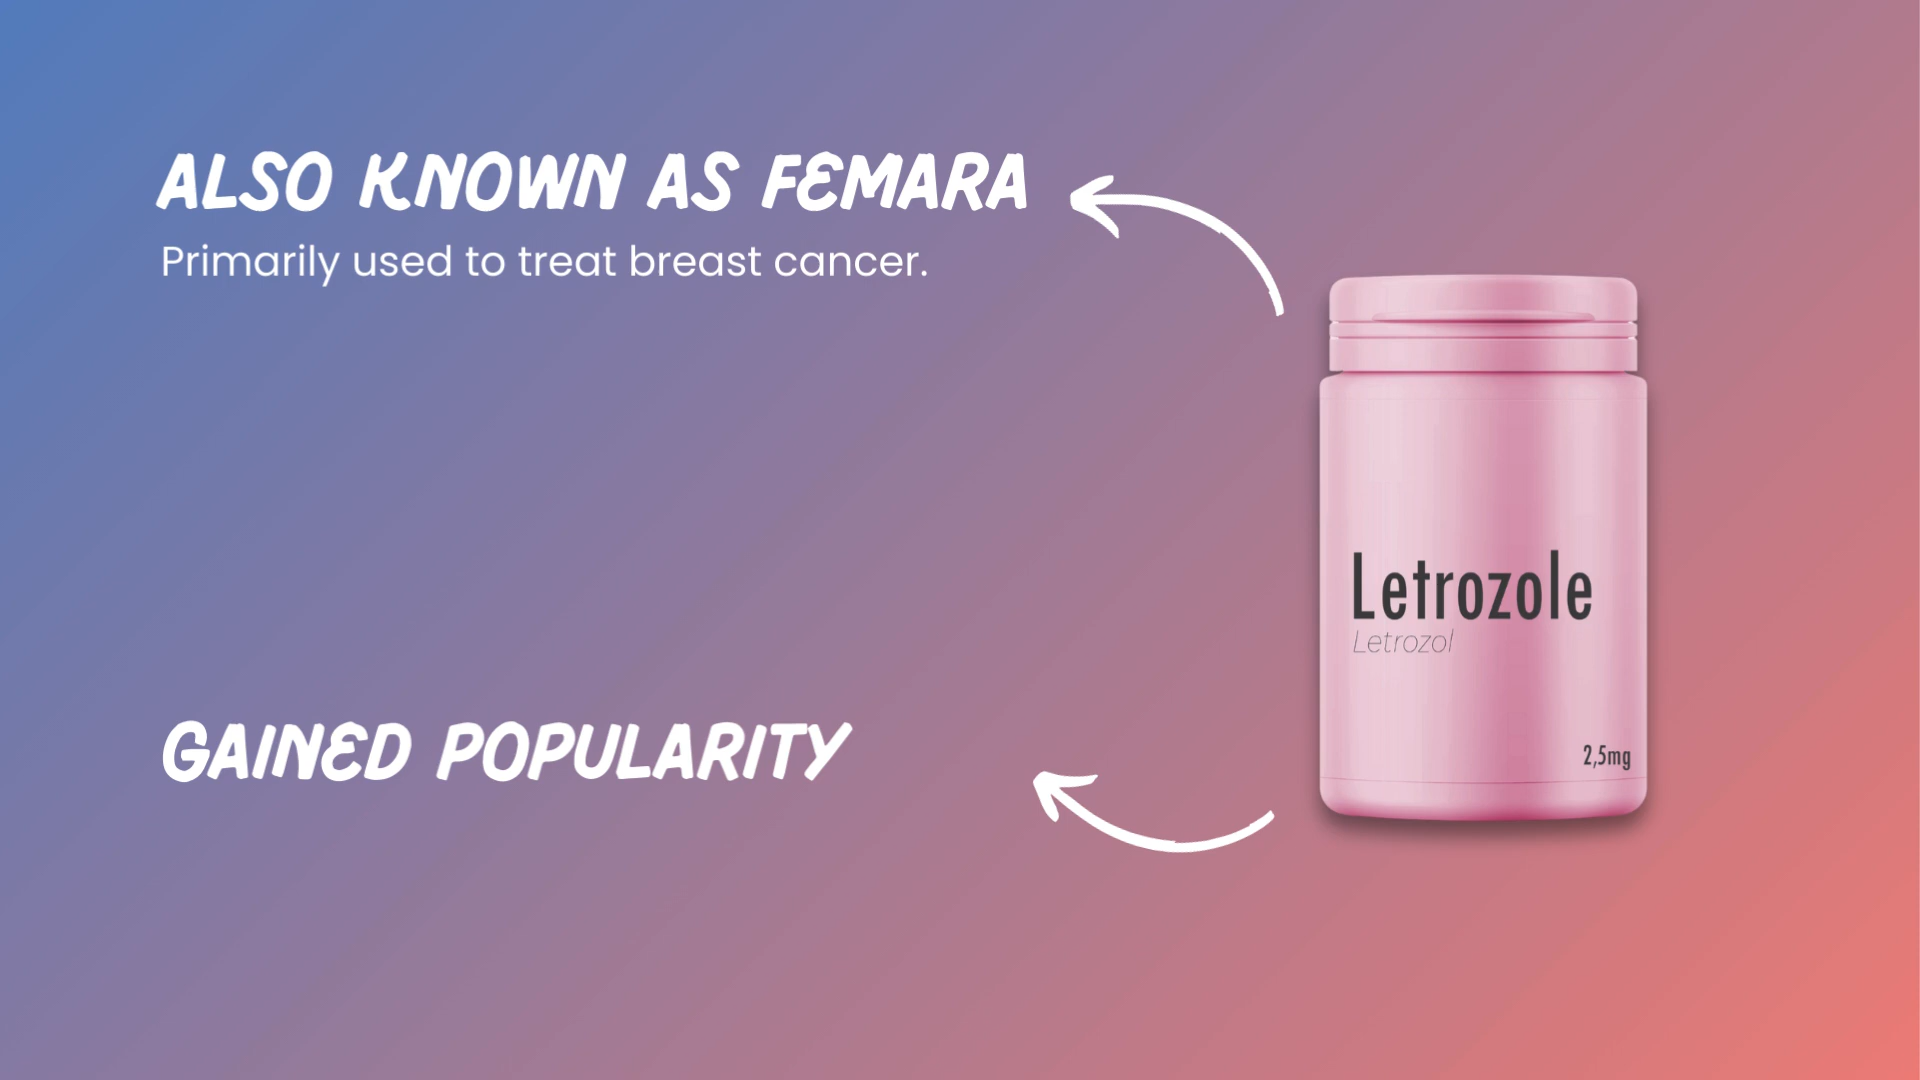 ALSO KNOWN AS FEMARA
Primarily used to treat breast cancer.
Letrozole
Letrozol
2,5mg
GAINED POPULARITY